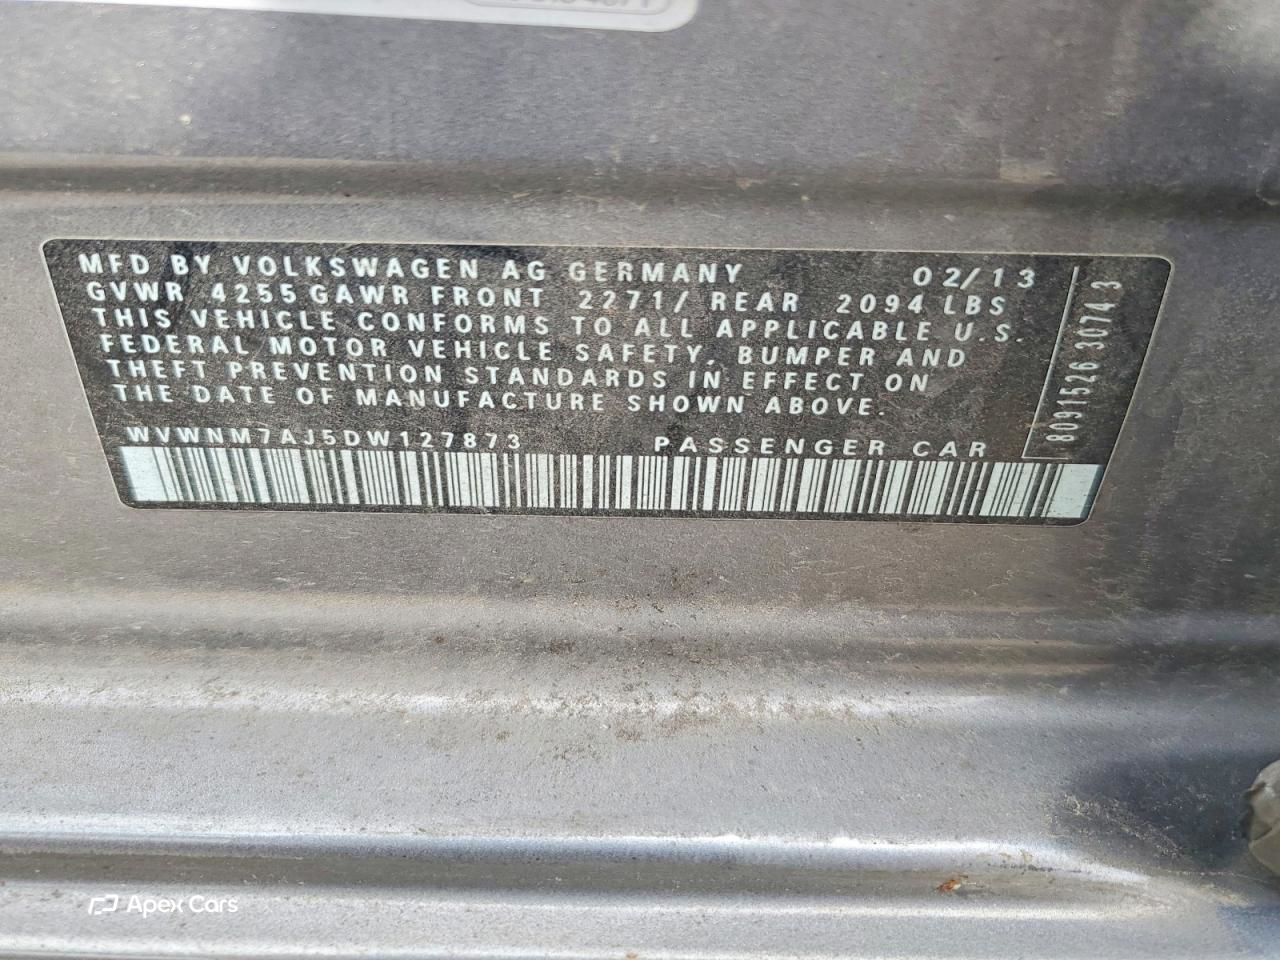 MFD BY VOLKSWAGEN AG GERMANY 02/13
GVWR 4255 GAWR FRONT 2271/ REAR 2094 LBS
THIS VEHICLE CONFORMS TO ALL APPLICABLE U.S.
FEDERAL MOTOR VEHICLE SAFETY, BUMPER AND
THEFT PREVENTION STANDARDS IN EFFECT ON
THE DATE OF MANUFACTURE SHOWN ABOVE.
WVWNM7AJ5DW127873 PASSENGER CAR
8091526 3074 3
Apex Cars